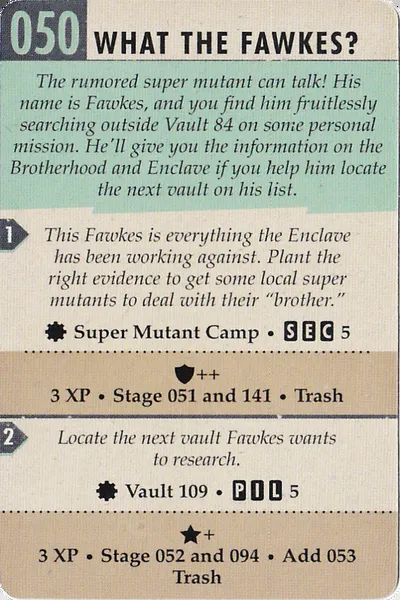 050 WHAT THE FAWKES?
The rumored super mutant can talk! His
name is Fawkes, and you find him fruitlessly
searching outside Vault 84 on some personal
mission. He'll give you the information on the
Brotherhood and Enclave if you help him locate
the next vault on his list.
1
This Fawkes is everything the Enclave
has been working against. Plant the
right evidence to get some local super
mutants to deal with their "brother."
Super Mutant Camp • S E C 5
++
3 XP • Stage 051 and 141 • Trash
2
Locate the next vault Fawkes wants
to research.
Vault 109 • P I L 5
+
3 XP • Stage 052 and 094 • Add 053
Trash